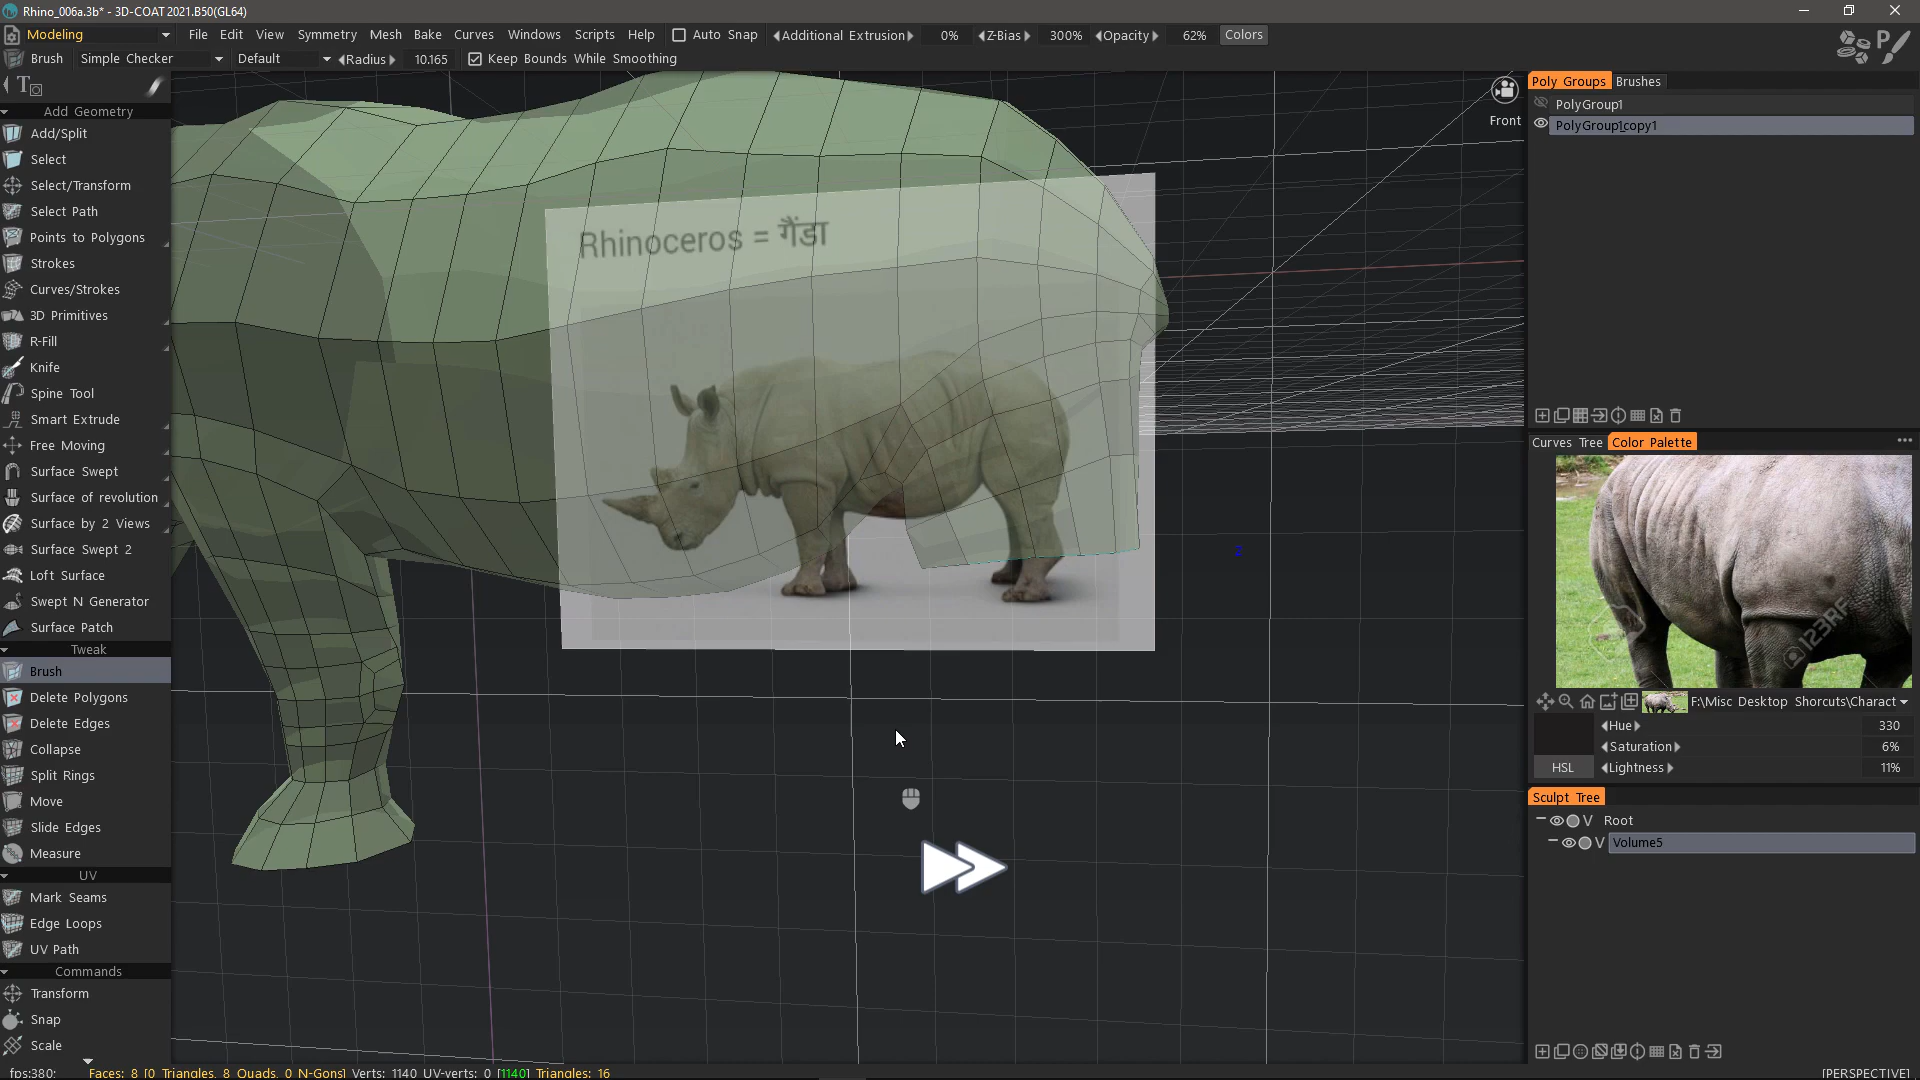 Rhino_006a.3b* - 3D-COAT 2021.B50(GL64)
Modeling File Edit View Symmetry Mesh Bake Curves Windows Scripts Help Auto Snap Additional Extrusion 0% Z-Bias 300% Opacity 62% Colors
Brush Simple Checker Default Radius 10.165 Keep Bounds While Smoothing
Add Geometry
Add/Split
Select
Select/Transform
Select Path
Points to Polygons
Strokes
Curves/Strokes
3D Primitives
R-Fill
Knife
Spine Tool
Smart Extrude
Free Moving
Surface Swept
Surface of revolution
Surface by 2 Views
Surface Swept 2
Loft Surface
Swept N Generator
Surface Patch
Tweak
Brush
Delete Polygons
Delete Edges
Collapse
Split Rings
Move
Slide Edges
Measure
UV
Mark Seams
Edge Loops
UV Path
Commands
Transform
Snap
Scale
Rhinoceros = गैंडा
2
Front
Poly Groups Brushes
PolyGroup1
PolyGroup1_copy1
Curves Tree Color Palette
123RF
F:\Misc Desktop Shorcuts\Charact
Hue 330
Saturation 6%
HSL Lightness 11%
Sculpt Tree
V Root
V Volume5
fps:380; Faces: 8 [0 Triangles, 8 Quads, 0 N-Gons] Verts: 1140 UV-verts: 0 [1140] Triangles: 16 [PERSPECTIVE]